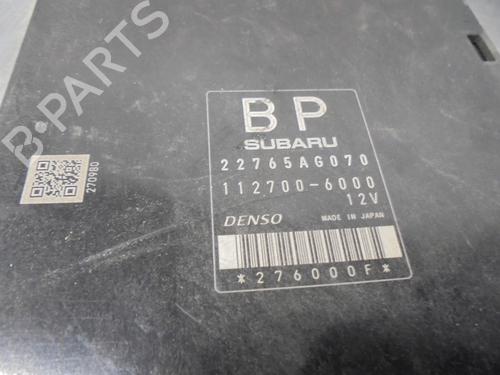 B-PARTS
270980
BP
SUBARU
22765AG070
112700-6000
12V
DENSO MADE IN JAPAN
*276000F*